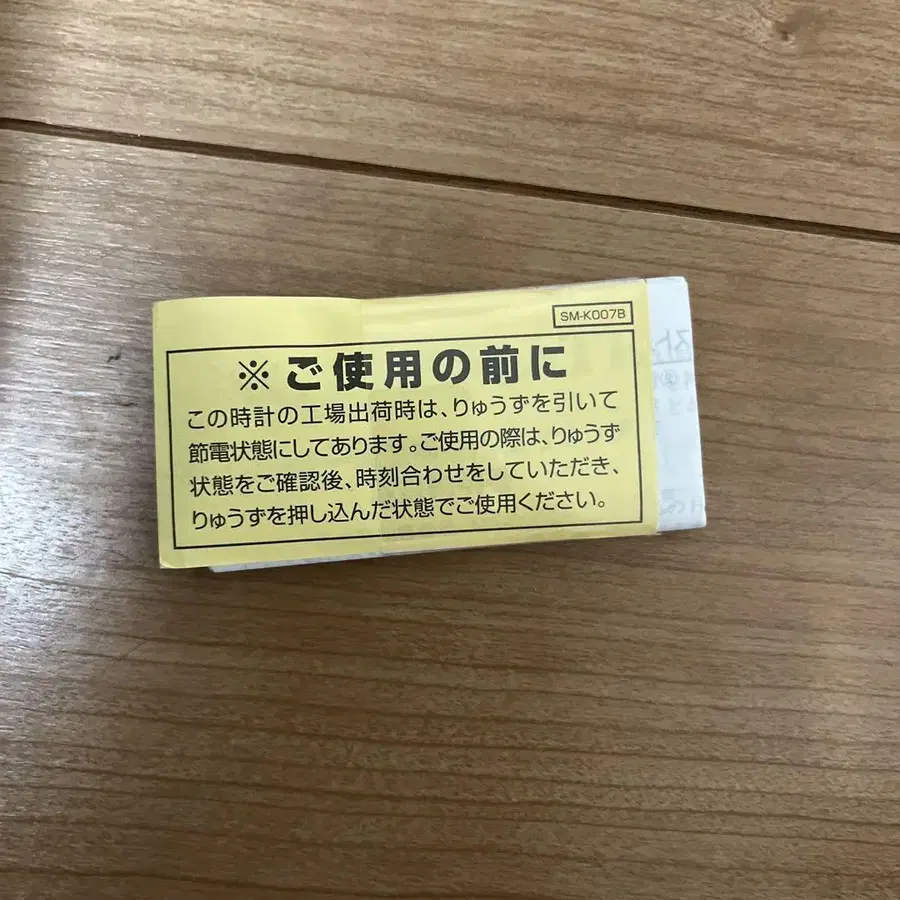 SM-K007B
※ご使用の前に
この時計の工場出荷時は、りゅうずを引いて
節電状態にしてあります。ご使用の際は、りゅうず
状態をご確認後、時刻合わせをしていただき、
りゅうずを押し込んだ状態でご使用ください。